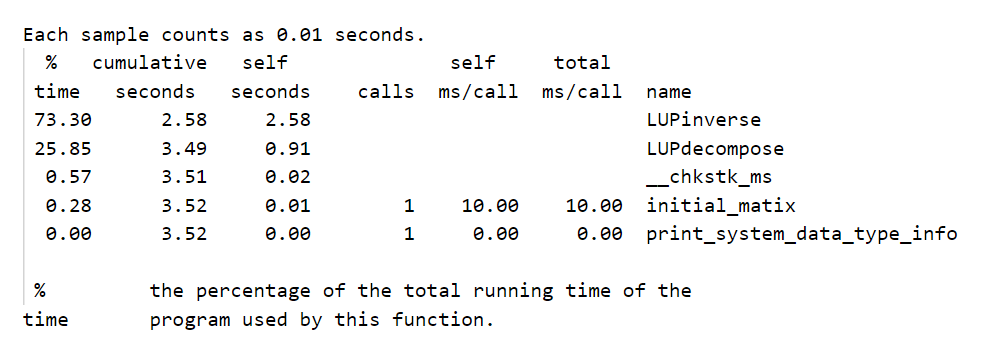 Each sample counts as 0.01 seconds.
  %   cumulative   self              self     total
 time   seconds   seconds    calls  ms/call  ms/call  name
73.30      2.58     2.58                             LUPinverse
25.85      3.49     0.91                             LUPdecompose
 0.57      3.51     0.02                             __chkstk_ms
 0.28      3.52     0.01        1    10.00    10.00  initial_matix
 0.00      3.52     0.00        1     0.00     0.00  print_system_data_type_info
 %         the percentage of the total running time of the
time       program used by this function.